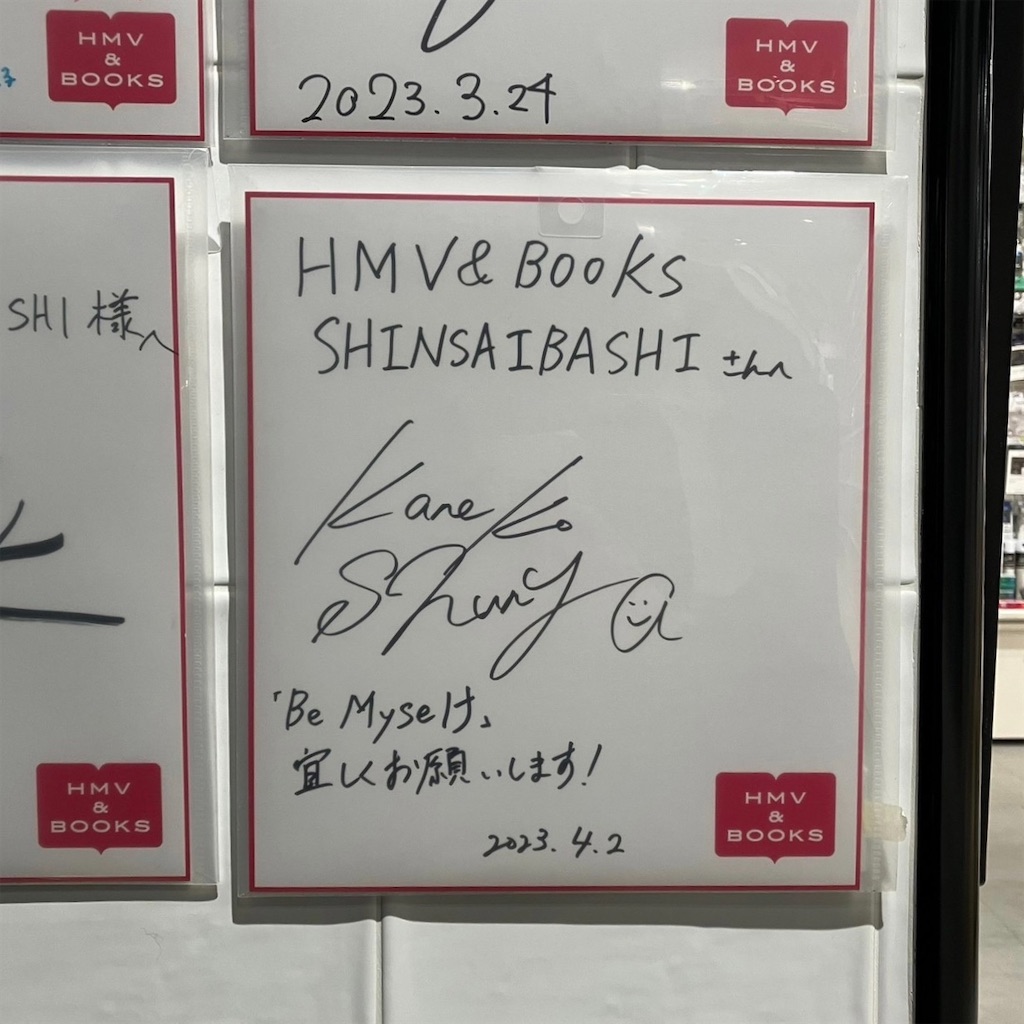 HMV
&
BOOKS
2023.3.24
HMV
&
BOOKS
SHI 様へ
HMV
&
BOOKS
HMV & BOOKS
SHINSAIBASHI さんへ
Kaneko
Shunya
「Be Myself」
宜しくお願いします!
2023.4.2
HMV
&
BOOKS